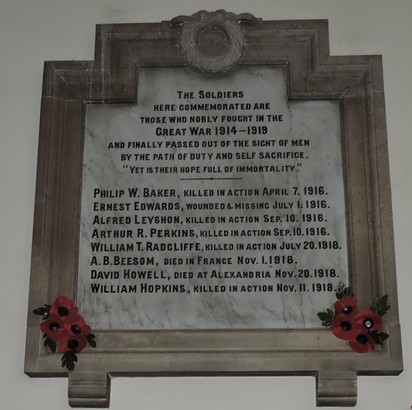 The Soldiers
here commemorated are
those who nobly fought in the
Great War 1914–1919
and finally passed out of the sight of men
by the path of duty and self sacrifice.
"Yet is their hope full of immortality."
Philip W. Baker, killed in action April 7, 1916.
Ernest Edwards, wounded & missing July 1, 1916.
Alfred Leyshon, killed in action Sep. 10. 1916.
Arthur R. Perkins, killed in action Sep. 10. 1916.
William T. Radcliffe, killed in action July 20. 1918.
A. B. Beesom, died in France Nov. 1. 1918.
David Howell, died at Alexandria Nov. 20. 1918.
William Hopkins, killed in action Nov. 11. 1918.